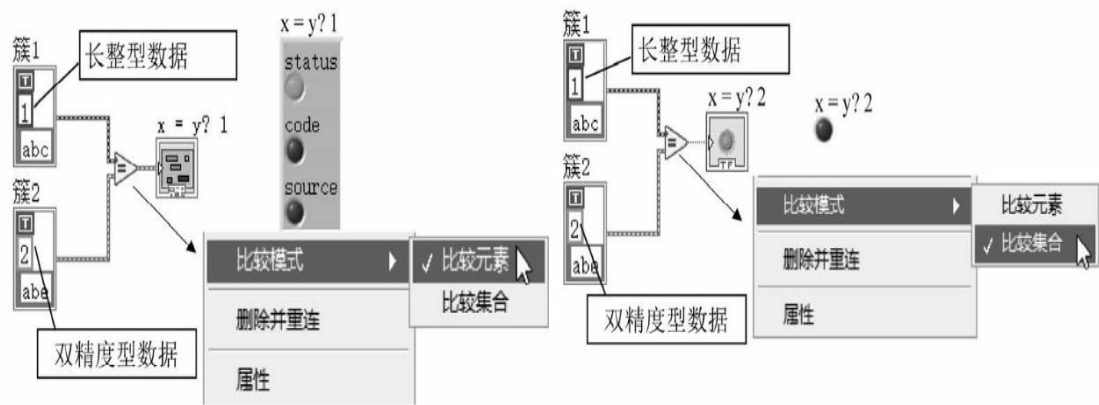 簇1
长整型数据
T
1
abc
x = y? 1
簇2
T
2
abe
双精度型数据
x = y? 1
status
code
source
比较模式
✓ 比较元素
比较集合
删除并重连
属性
簇1
长整型数据
T
1
abc
x = y? 2
TF
x = y? 2
簇2
T
2
abe
双精度型数据
比较模式
比较元素
✓ 比较集合
删除并重连
属性